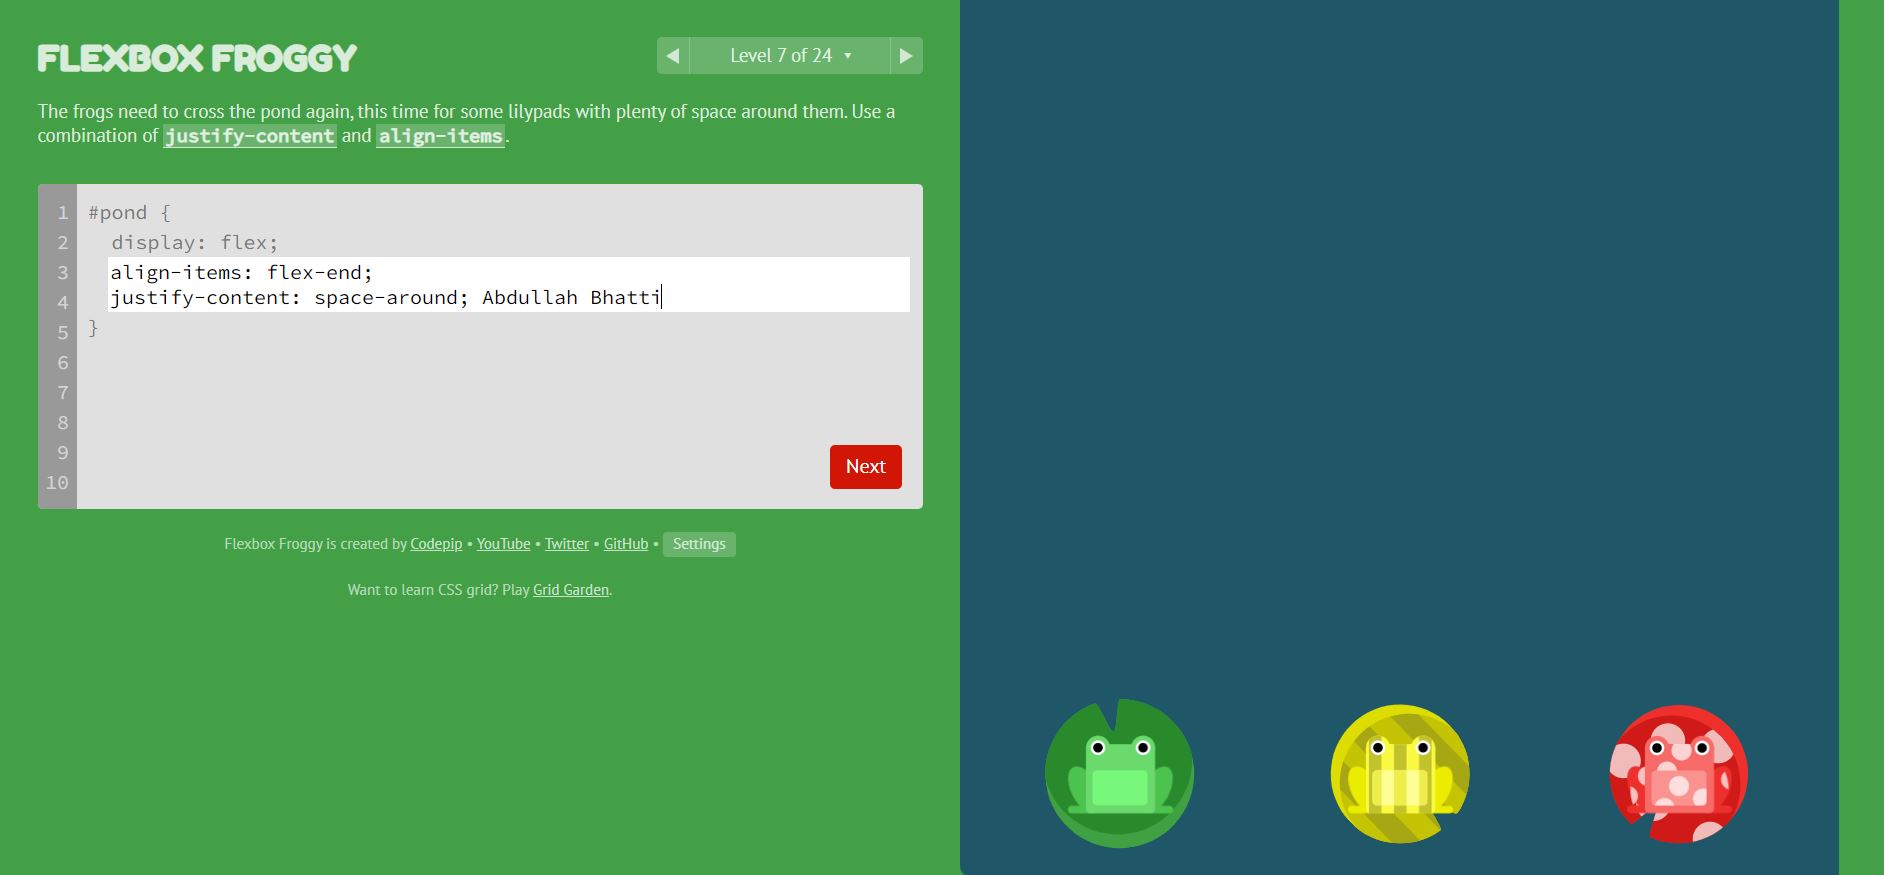 FLEXBOX FROGGY
Level 7 of 24
The frogs need to cross the pond again, this time for some lilypads with plenty of space around them. Use a
combination of justify-content and align-items.
1 #pond {
2 display: flex;
3 align-items: flex-end;
4 justify-content: space-around; Abdullah Bhatti
5 }
6
7
8
9
10
Next
Flexbox Froggy is created by Codepip • YouTube • Twitter • GitHub • Settings
Want to learn CSS grid? Play Grid Garden.